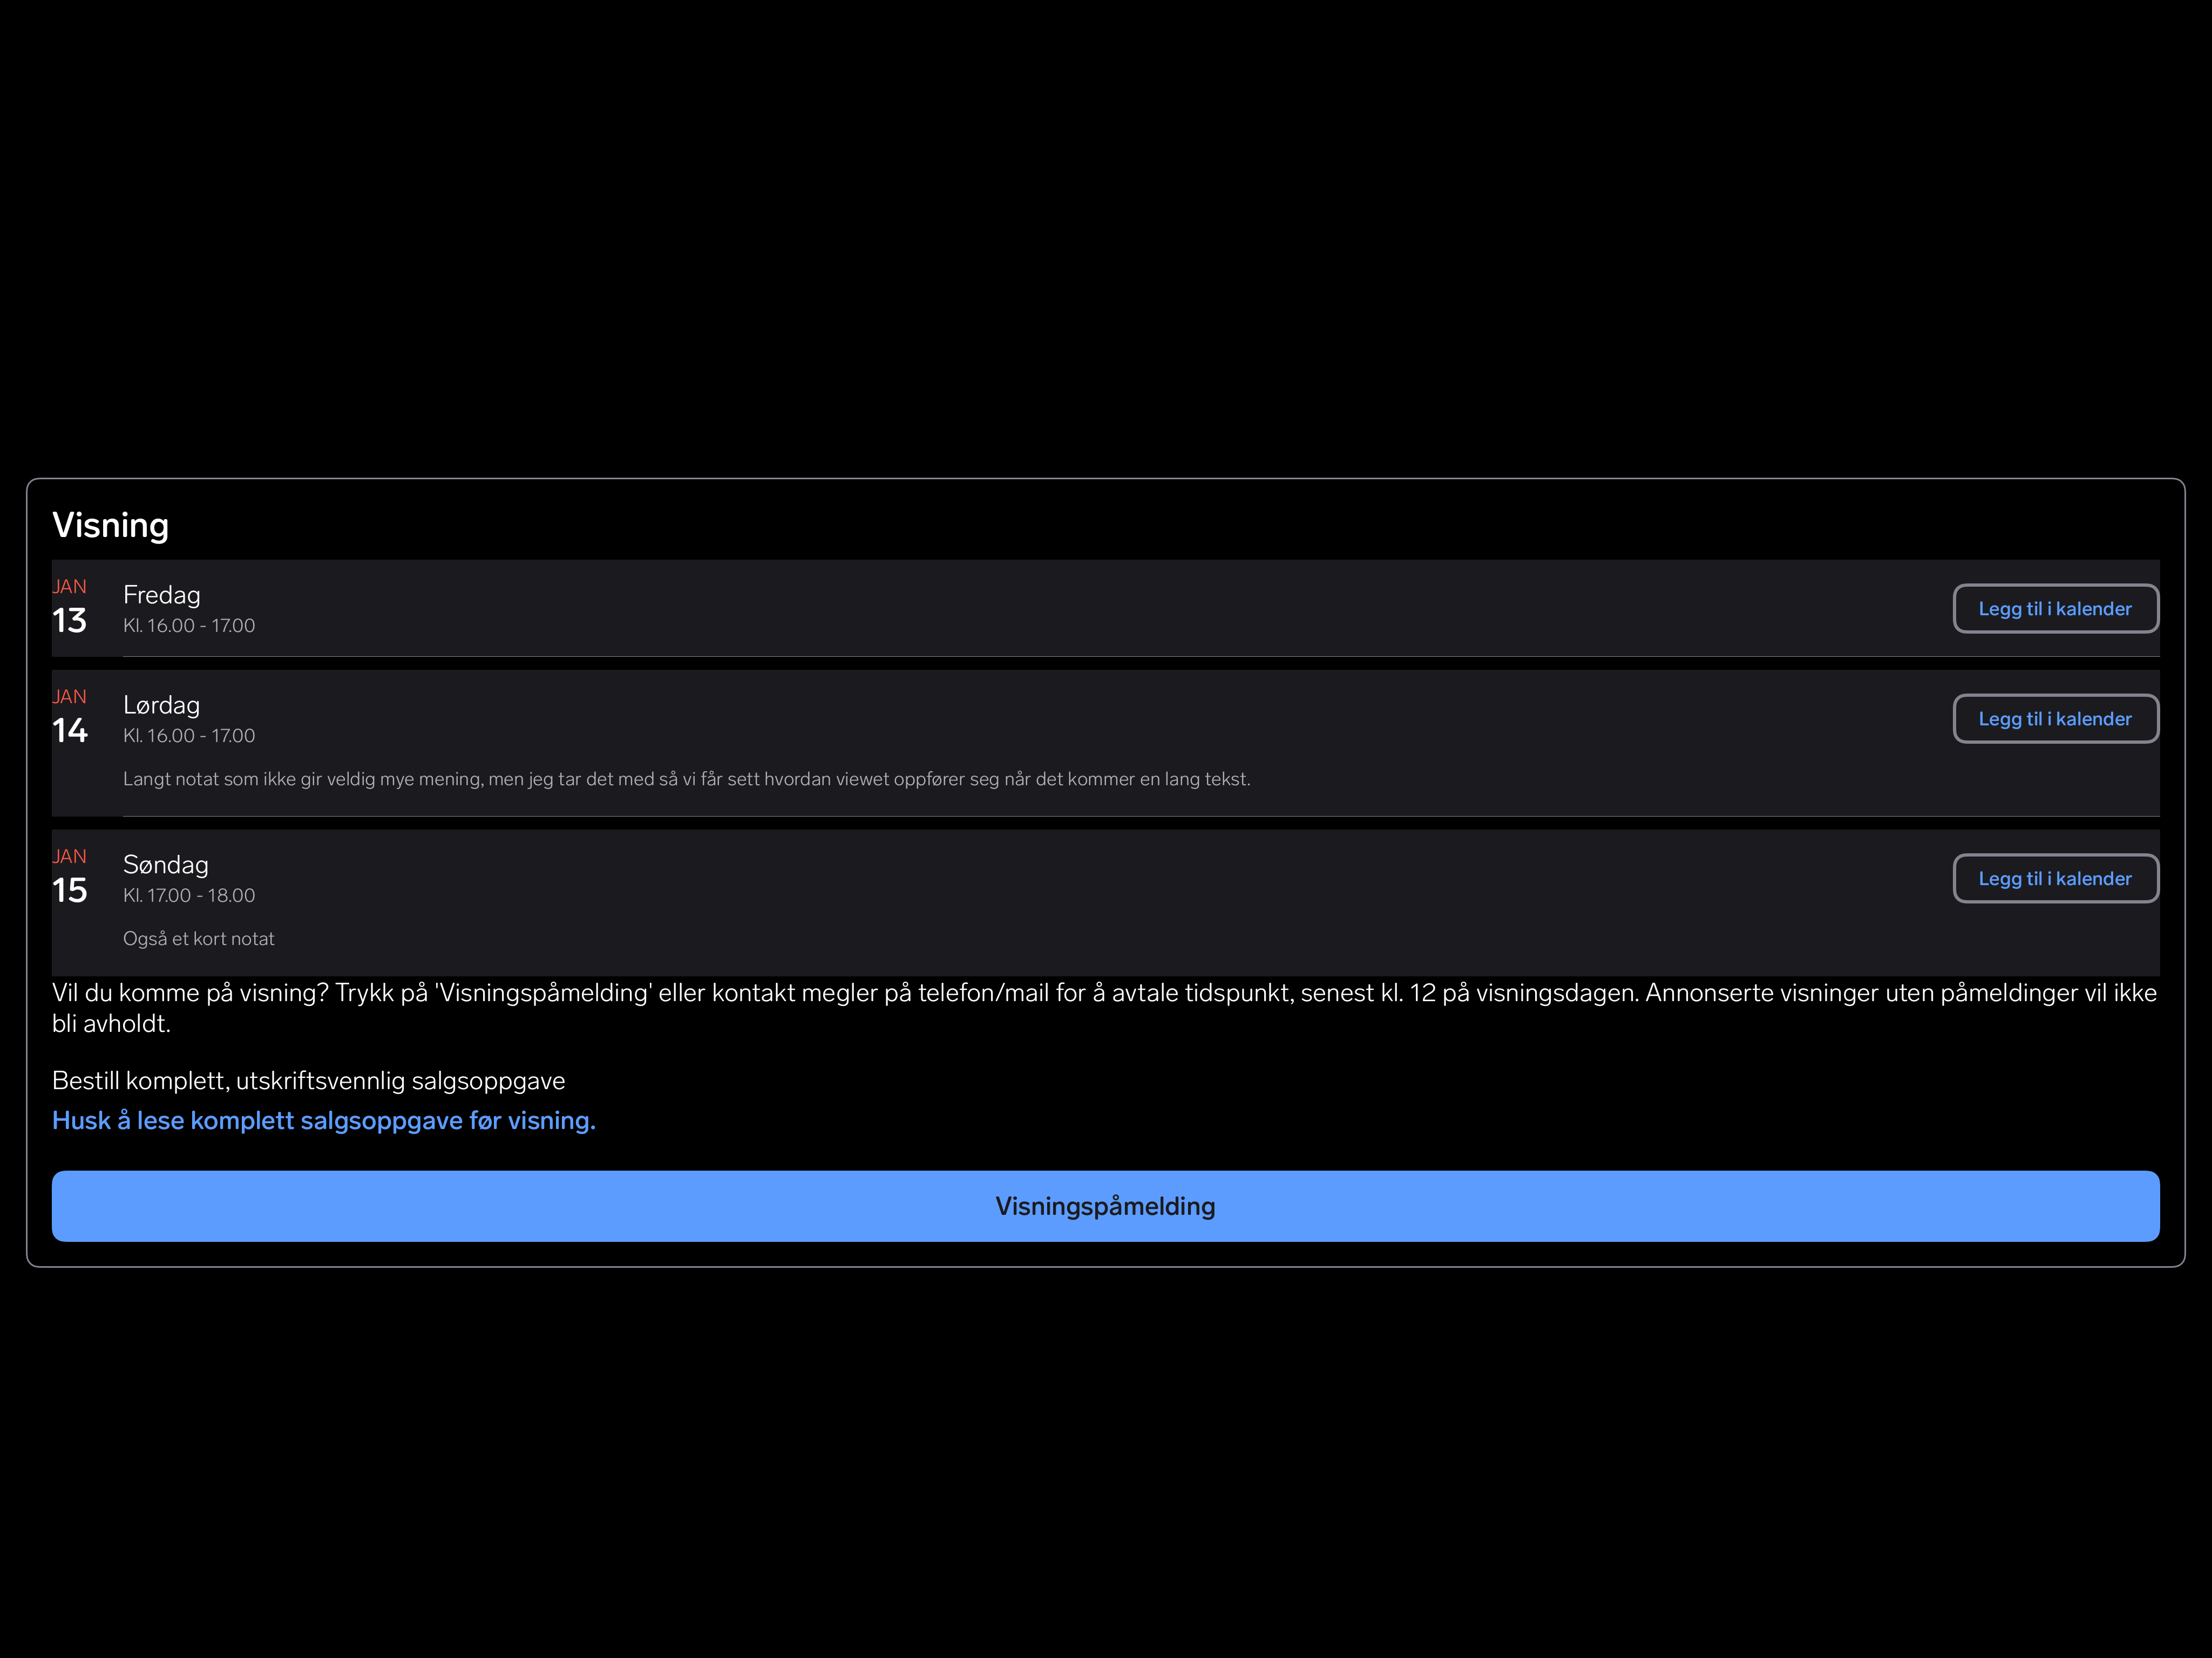 Visning
JAN
13
Fredag
Kl. 16.00 - 17.00
Legg til i kalender
JAN
14
Lørdag
Kl. 16.00 - 17.00
Legg til i kalender
Langt notat som ikke gir veldig mye mening, men jeg tar det med så vi får sett hvordan viewet oppfører seg når det kommer en lang tekst.
JAN
15
Søndag
Kl. 17.00 - 18.00
Legg til i kalender
Også et kort notat
Vil du komme på visning? Trykk på 'Visningspåmelding' eller kontakt megler på telefon/mail for å avtale tidspunkt, senest kl. 12 på visningsdagen. Annonserte visninger uten påmeldinger vil ikke
bli avholdt.
Bestill komplett, utskriftsvennlig salgsoppgave
Husk å lese komplett salgsoppgave før visning.
Visningspåmelding